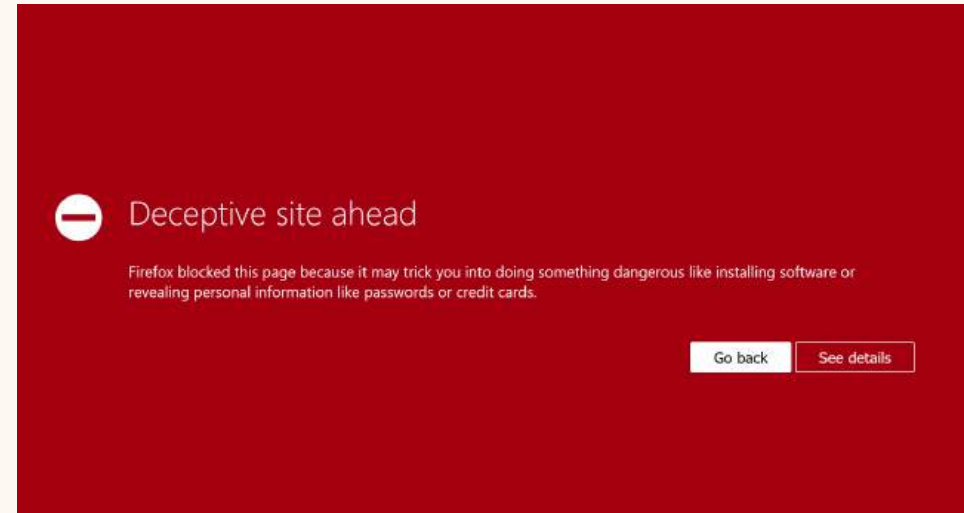 Deceptive site ahead
Firefox blocked this page because it may trick you into doing something dangerous like installing software or
revealing personal information like passwords or credit cards.
Go back
See details